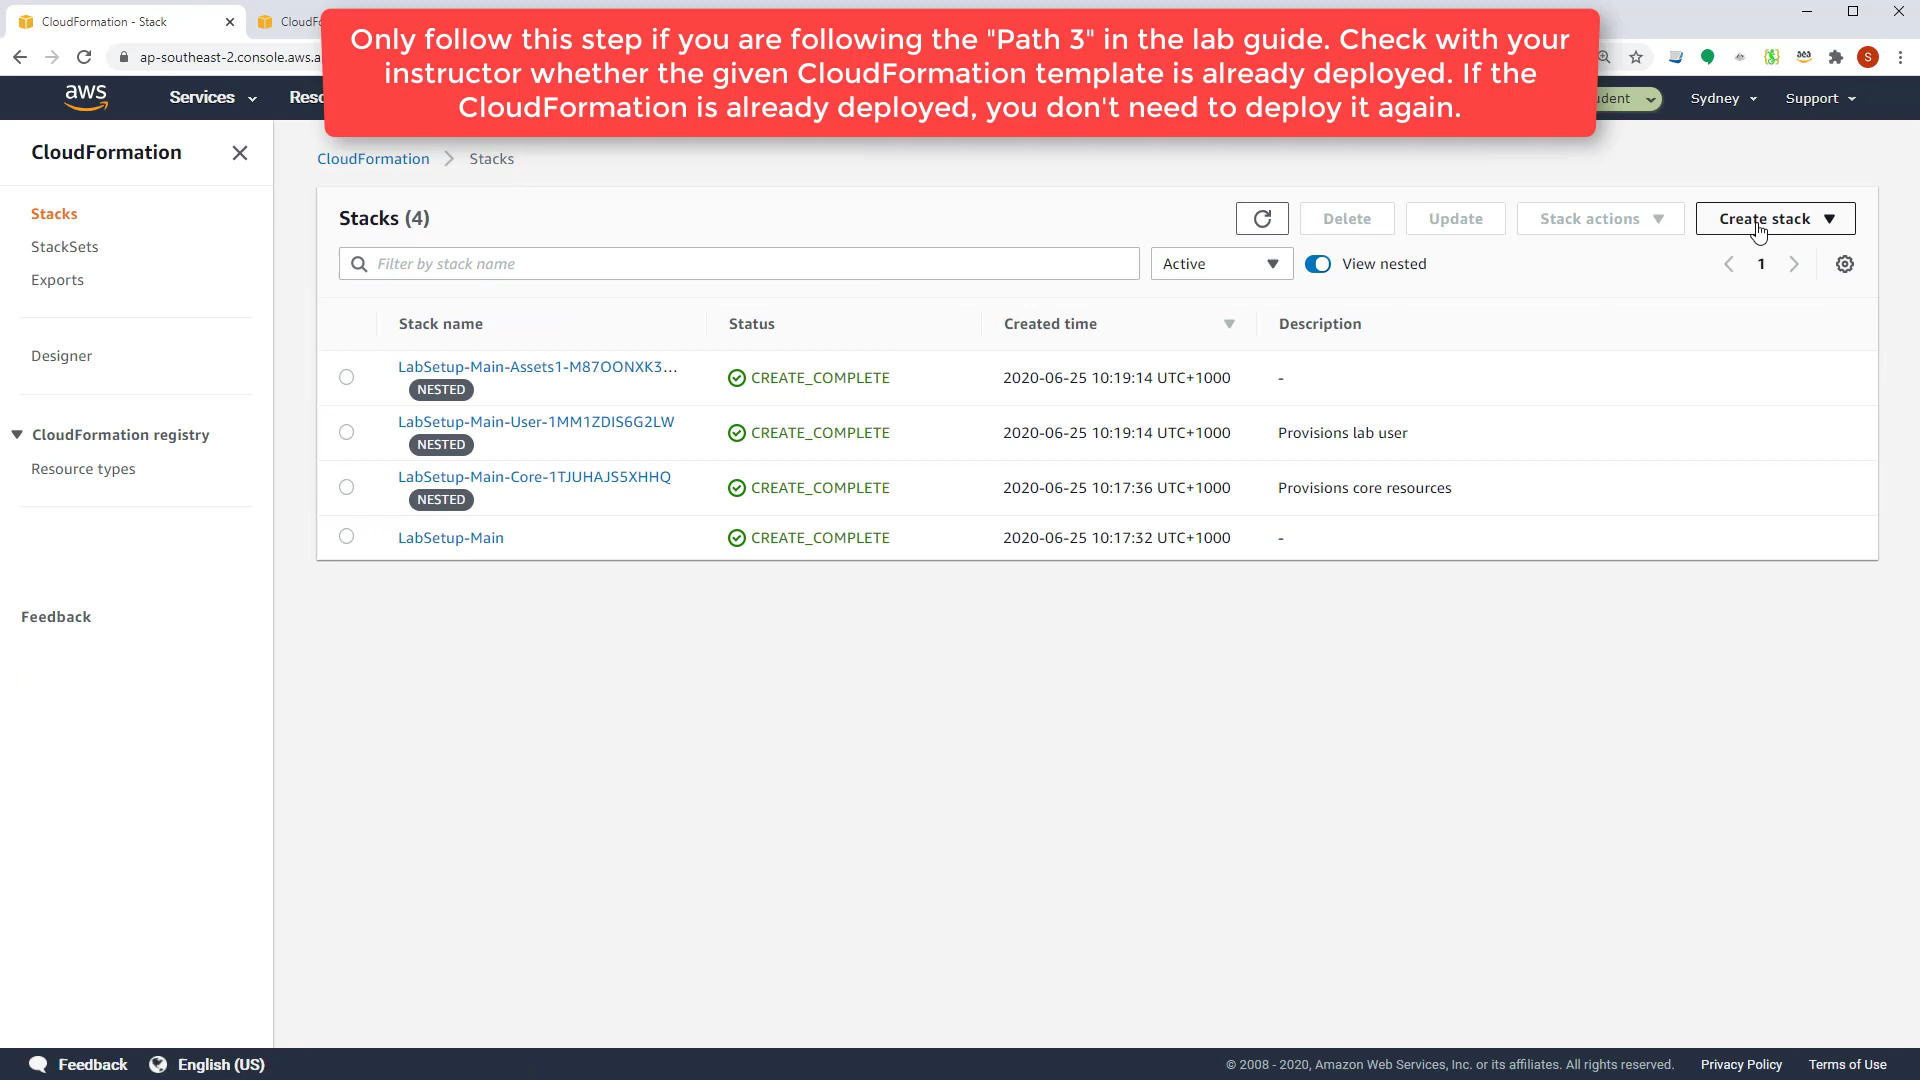 CloudFormation - Stack
CloudFo
ap-southeast-2.console.aws.a
Only follow this step if you are following the "Path 3" in the lab guide. Check with your
instructor whether the given CloudFormation template is already deployed. If the
CloudFormation is already deployed, you don't need to deploy it again.
S
aws
Services
Reso
udent
Sydney
Support
CloudFormation
Stacks
StackSets
Exports
Designer
CloudFormation registry
Resource types
Feedback
CloudFormation > Stacks
Stacks (4)
Delete
Update
Stack actions
Create stack
Filter by stack name
Active
View nested
1
Stack name Status Created time Description
LabSetup-Main-Assets1-M87OONXK3...
NESTED
CREATE_COMPLETE 2020-06-25 10:19:14 UTC+1000 -
LabSetup-Main-User-1MM1ZDIS6G2LW
NESTED
CREATE_COMPLETE 2020-06-25 10:19:14 UTC+1000 Provisions lab user
LabSetup-Main-Core-1TJUHAJS5XHHQ
NESTED
CREATE_COMPLETE 2020-06-25 10:17:36 UTC+1000 Provisions core resources
LabSetup-Main CREATE_COMPLETE 2020-06-25 10:17:32 UTC+1000 -
Feedback
English (US)
© 2008 - 2020, Amazon Web Services, Inc. or its affiliates. All rights reserved.
Privacy Policy
Terms of Use